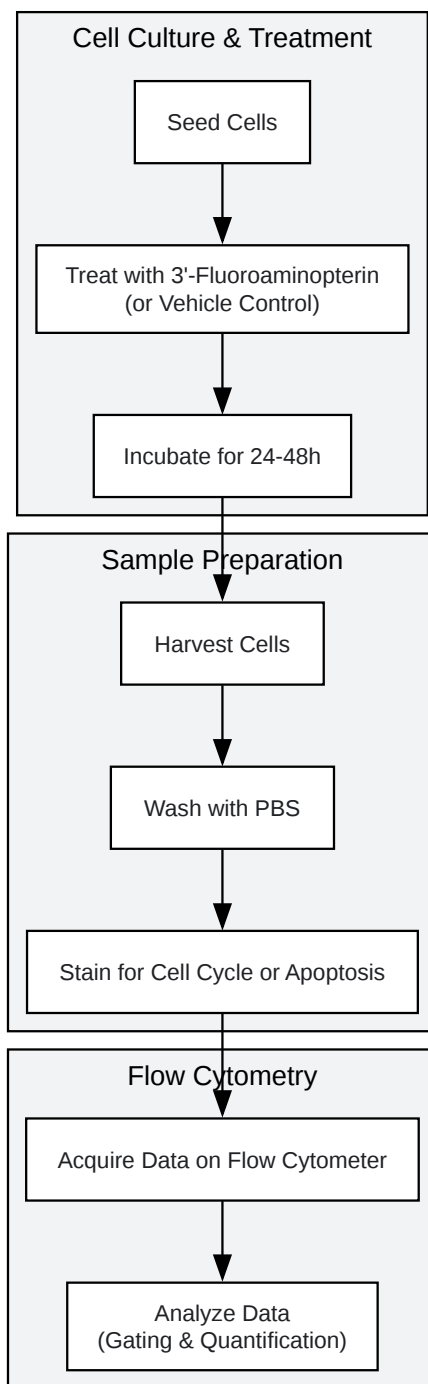 Cell Culture & Treatment
Seed Cells
Treat with 3'-Fluoroaminopterin
(or Vehicle Control)
Incubate for 24-48h
Sample Preparation
Harvest Cells
Wash with PBS
Stain for Cell Cycle or Apoptosis
Flow Cytometry
Acquire Data on Flow Cytometer
Analyze Data
(Gating & Quantification)